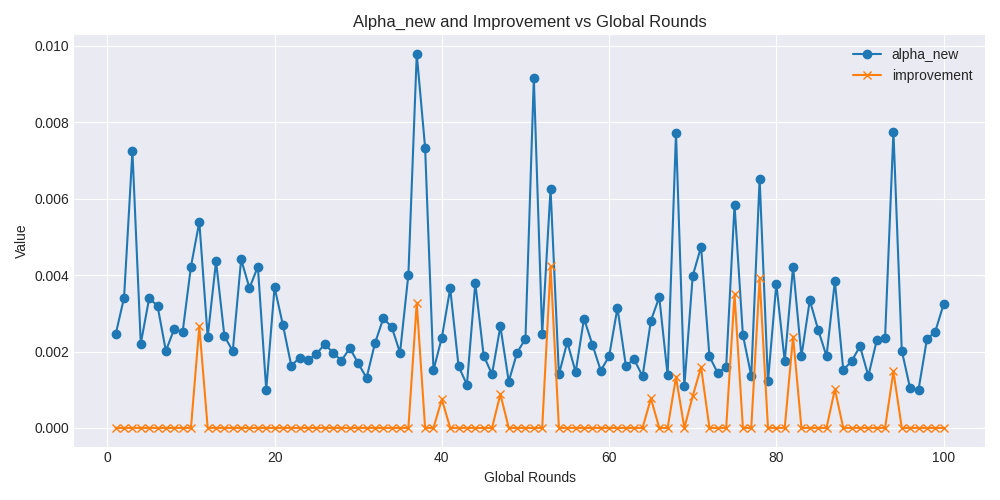 Alpha_new and Improvement vs Global Rounds
alpha_new
improvement
Value
0.010
0.008
0.006
0.004
0.002
0.000
0 20 40 60 80 100
Global Rounds